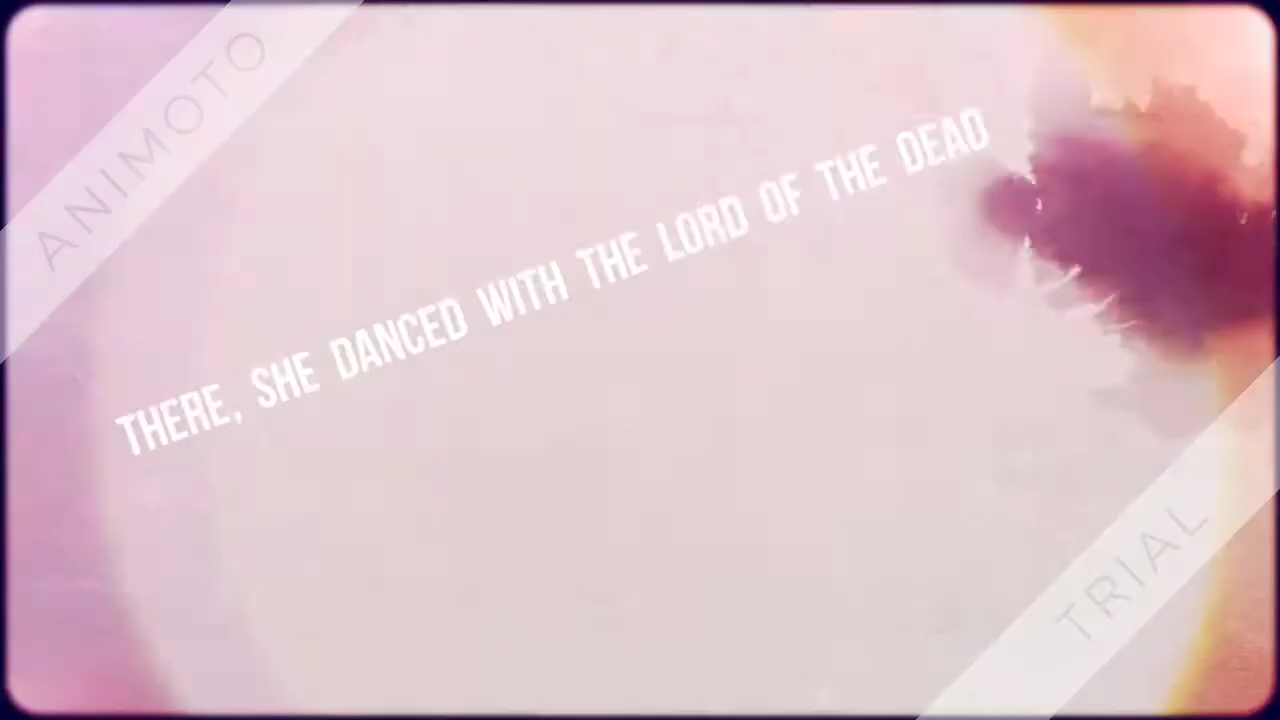 ANIMOTO
THERE, SHE DANCED WITH THE LORD OF THE DEAD
TRIAL